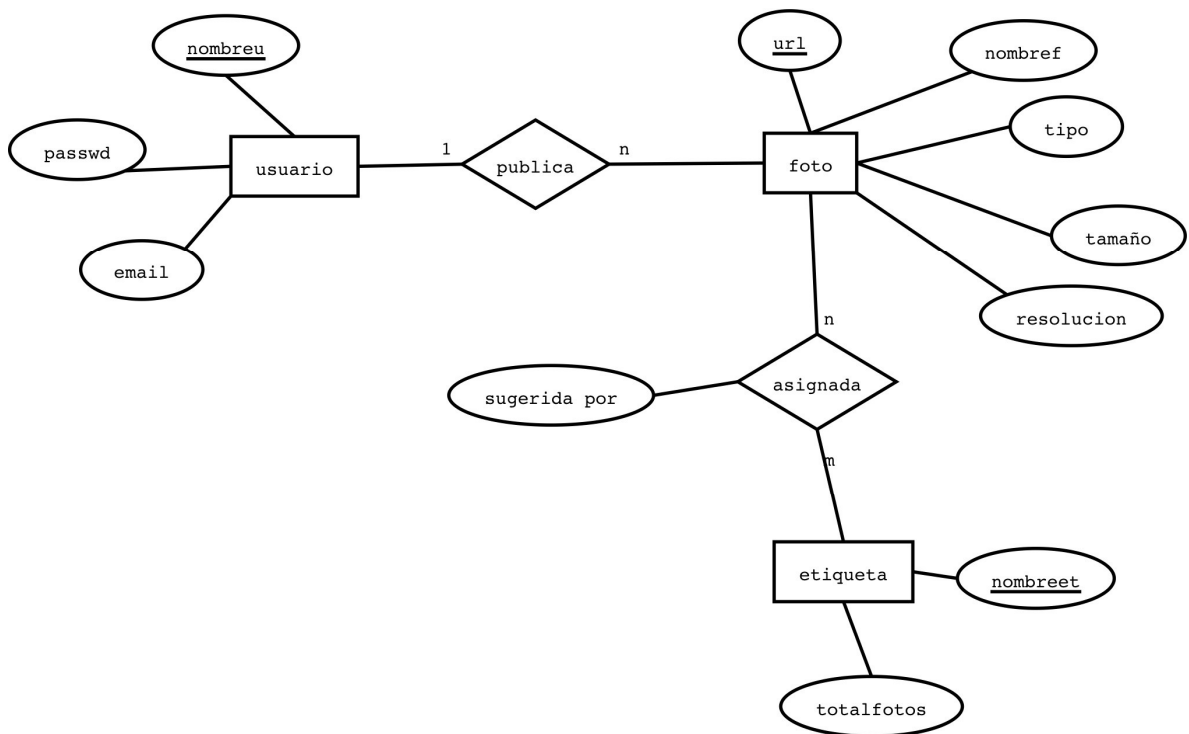 nombreu
url
nombref
passwd
tipo
usuario
1
publica
n
foto
tamaño
email
resolucion
n
sugerida por
asignada
m
etiqueta
nombreet
totalfotos